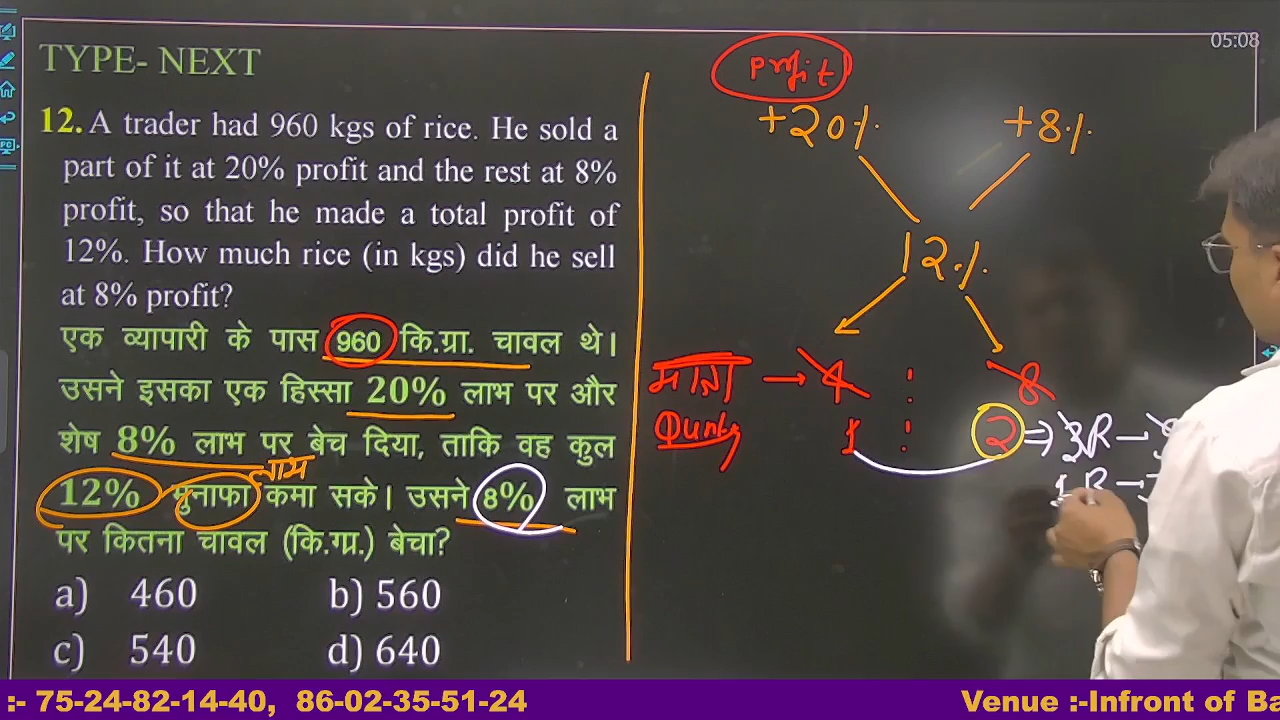 05:08
TYPE- NEXT
12. A trader had 960 kgs of rice. He sold a
part of it at 20% profit and the rest at 8%
profit, so that he made a total profit of
12%. How much rice (in kgs) did he sell
at 8% profit?
एक व्यापारी के पास 960 कि.ग्रा. चावल थे।
उसने इसका एक हिस्सा 20% लाभ पर और
शेष 8% लाभ पर बेच दिया, ताकि वह कुल
लाभ
12% मुनाफा कमा सके। उसने 8% लाभ
पर कितना चावल (कि.ग्प्र.) बेचा?
a) 460 b) 560
c) 540 d) 640
Profit
+20% +8%
12%
मात्रा → 4 : 8
1 : 2 ⇒ 3R —
1R —
:- 75-24-82-14-40, 86-02-35-51-24 Venue :-Infront of